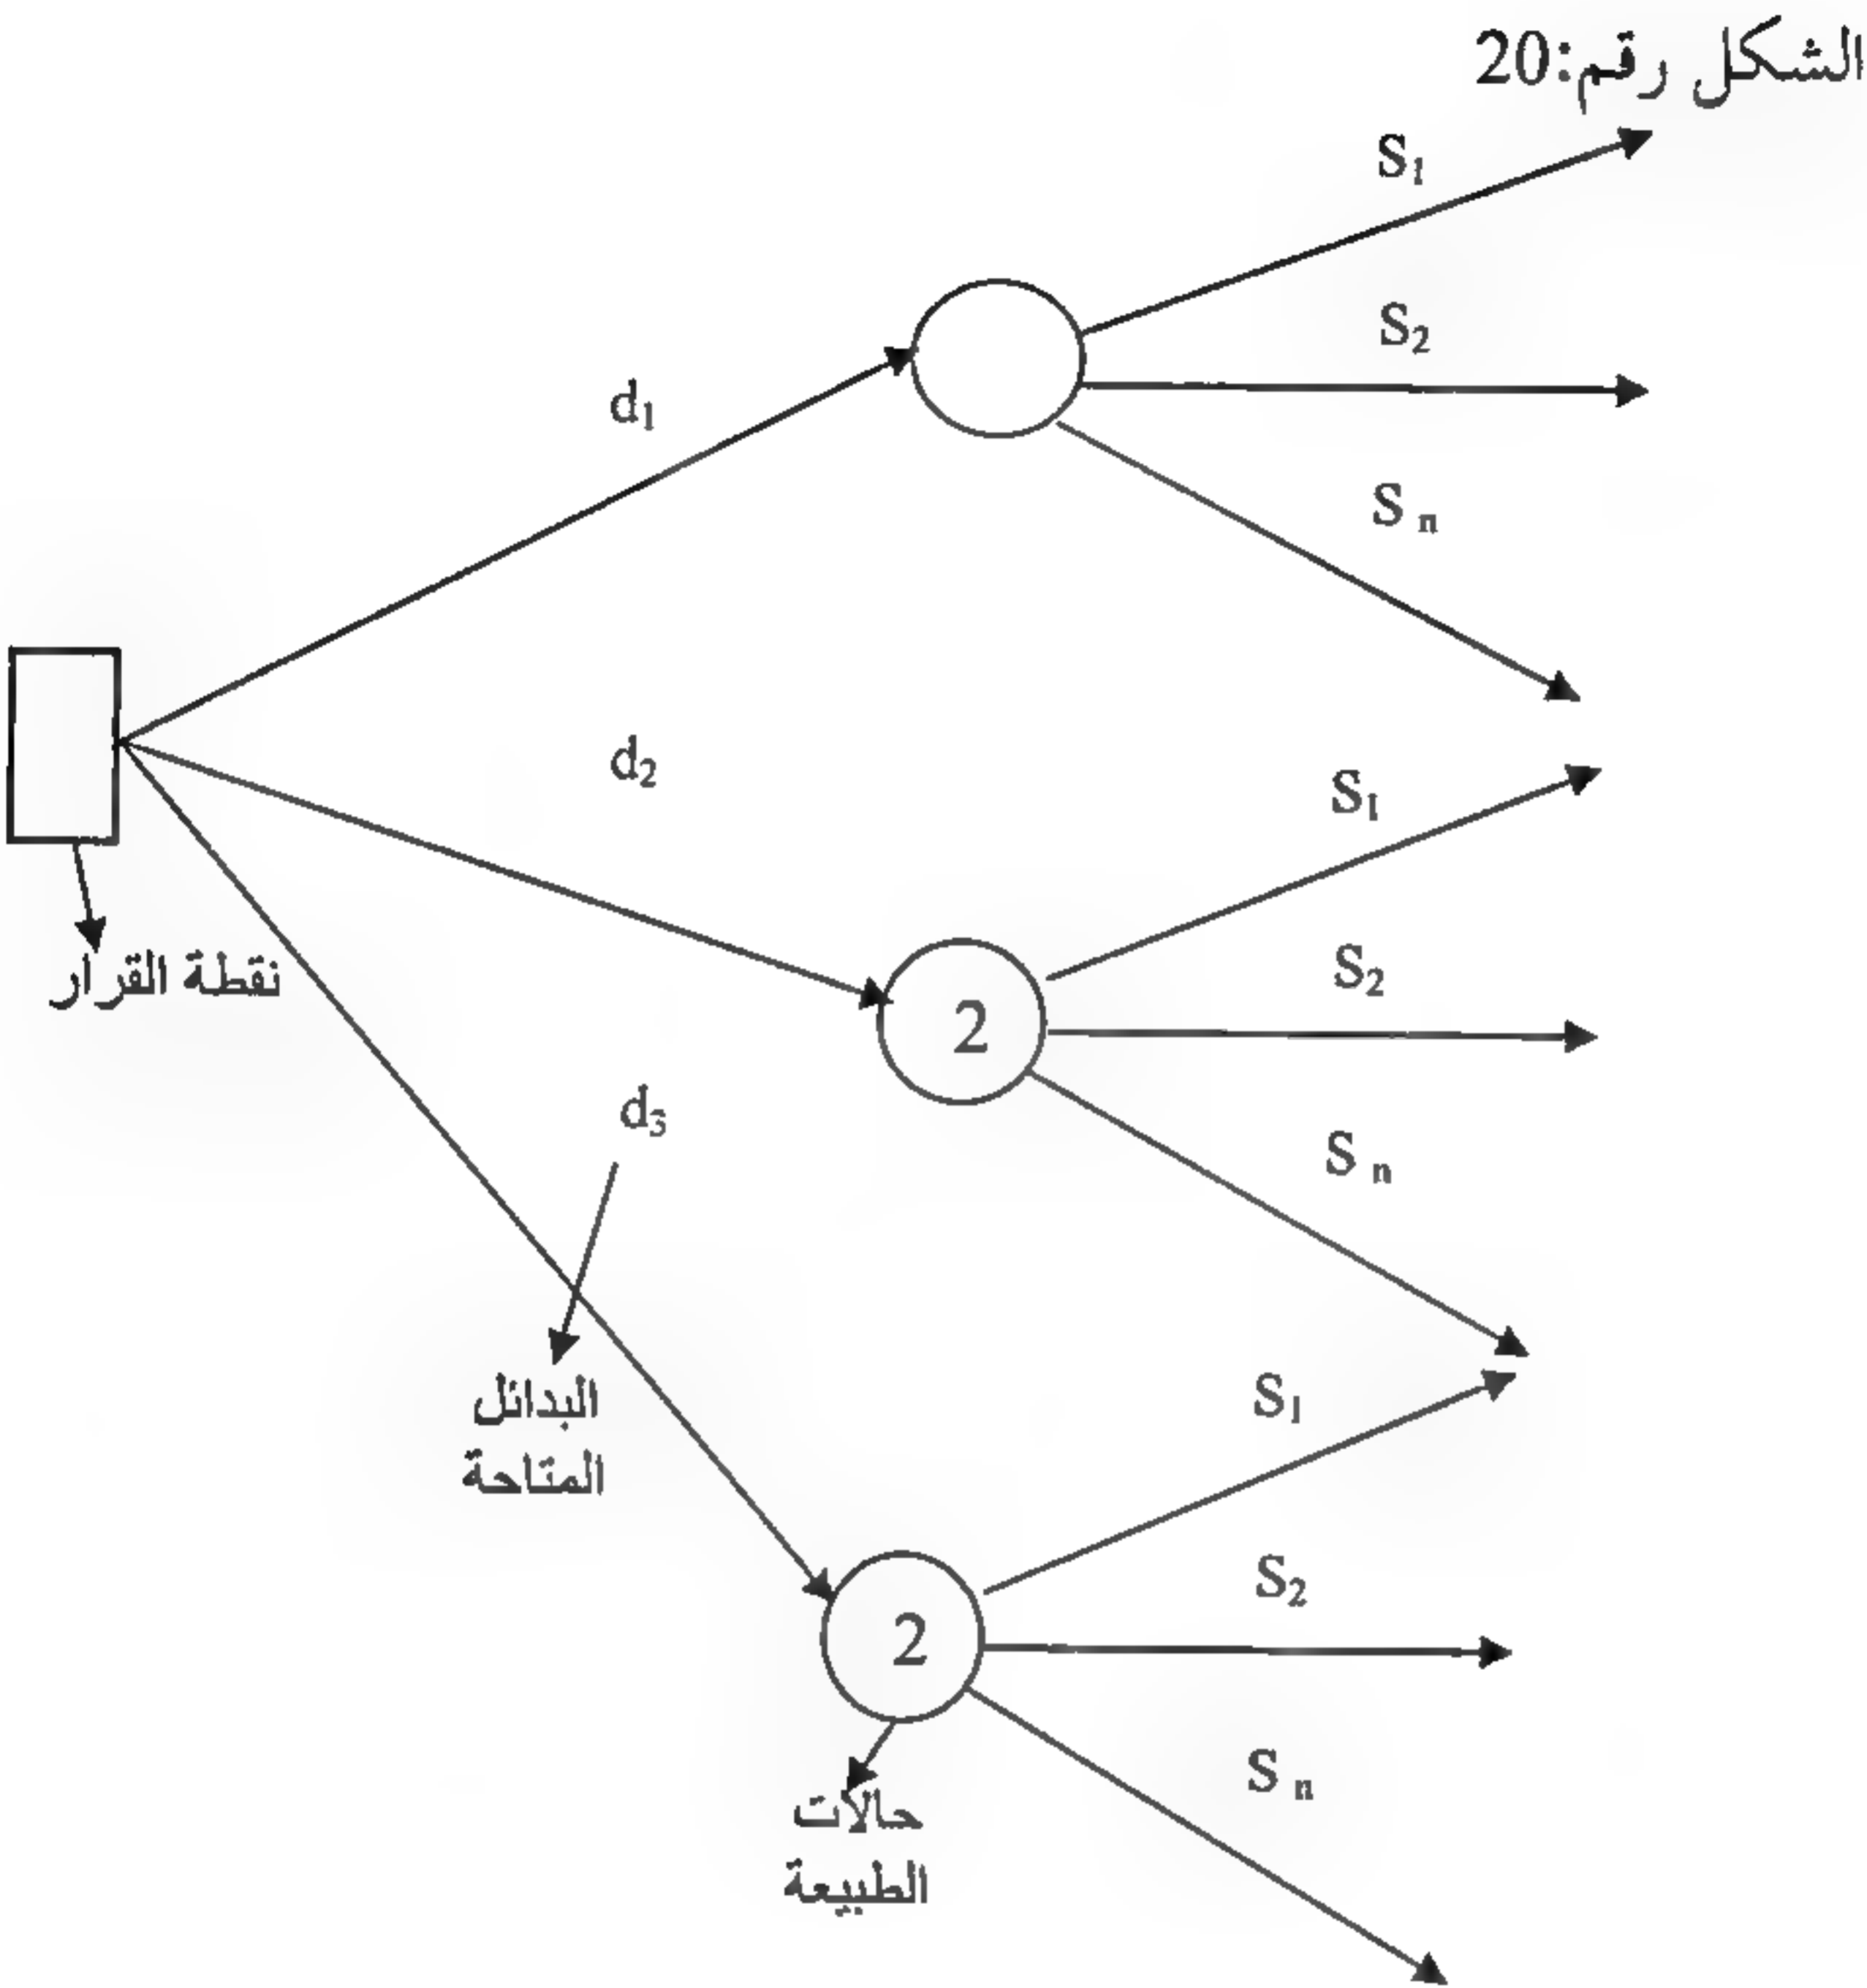 الشكل رقم:20
S₁
S₂
d₁
Sₙ
d₂
S₁
نقطة القرار
S₂
2
d₃
Sₙ
البدائل
المتاحة
S₁
S₂
2
Sₙ
حالات
الطبيعة